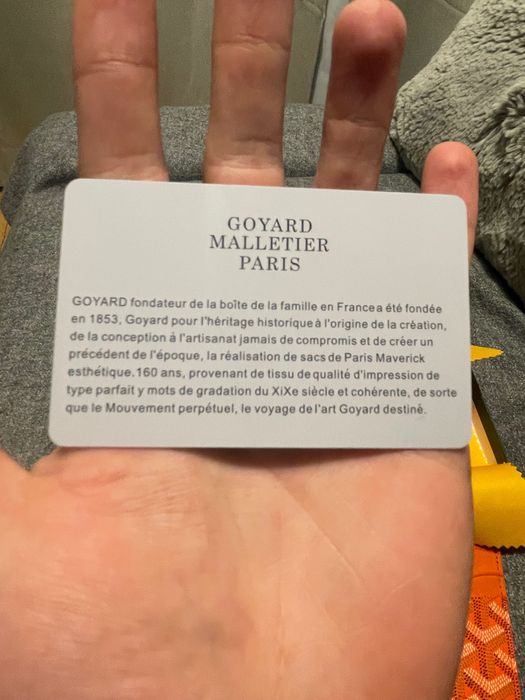 GOYARD
MALLETIER
PARIS
GOYARD fondateur de la boîte de la famille en Francea été fondée
en 1853, Goyard pour l'héritage historique à l'origine de la création,
de la conception à l'artisanat jamais de compromis et de créer un
précédent de l'époque, la réalisation de sacs de Paris Maverick
esthétique.160 ans, provenant de tissu de qualité d'impression de
type parfait y mots de gradation du XiXe siècle et cohérente, de sorte
que le Mouvement perpétuel, le voyage de l'art Goyard destiné.